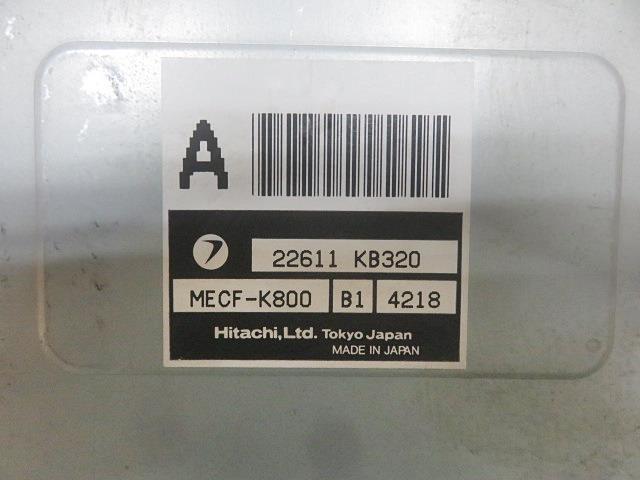 A
22611 KB320
MECF-K800 B1 4218
Hitachi,Ltd. Tokyo Japan
MADE IN JAPAN